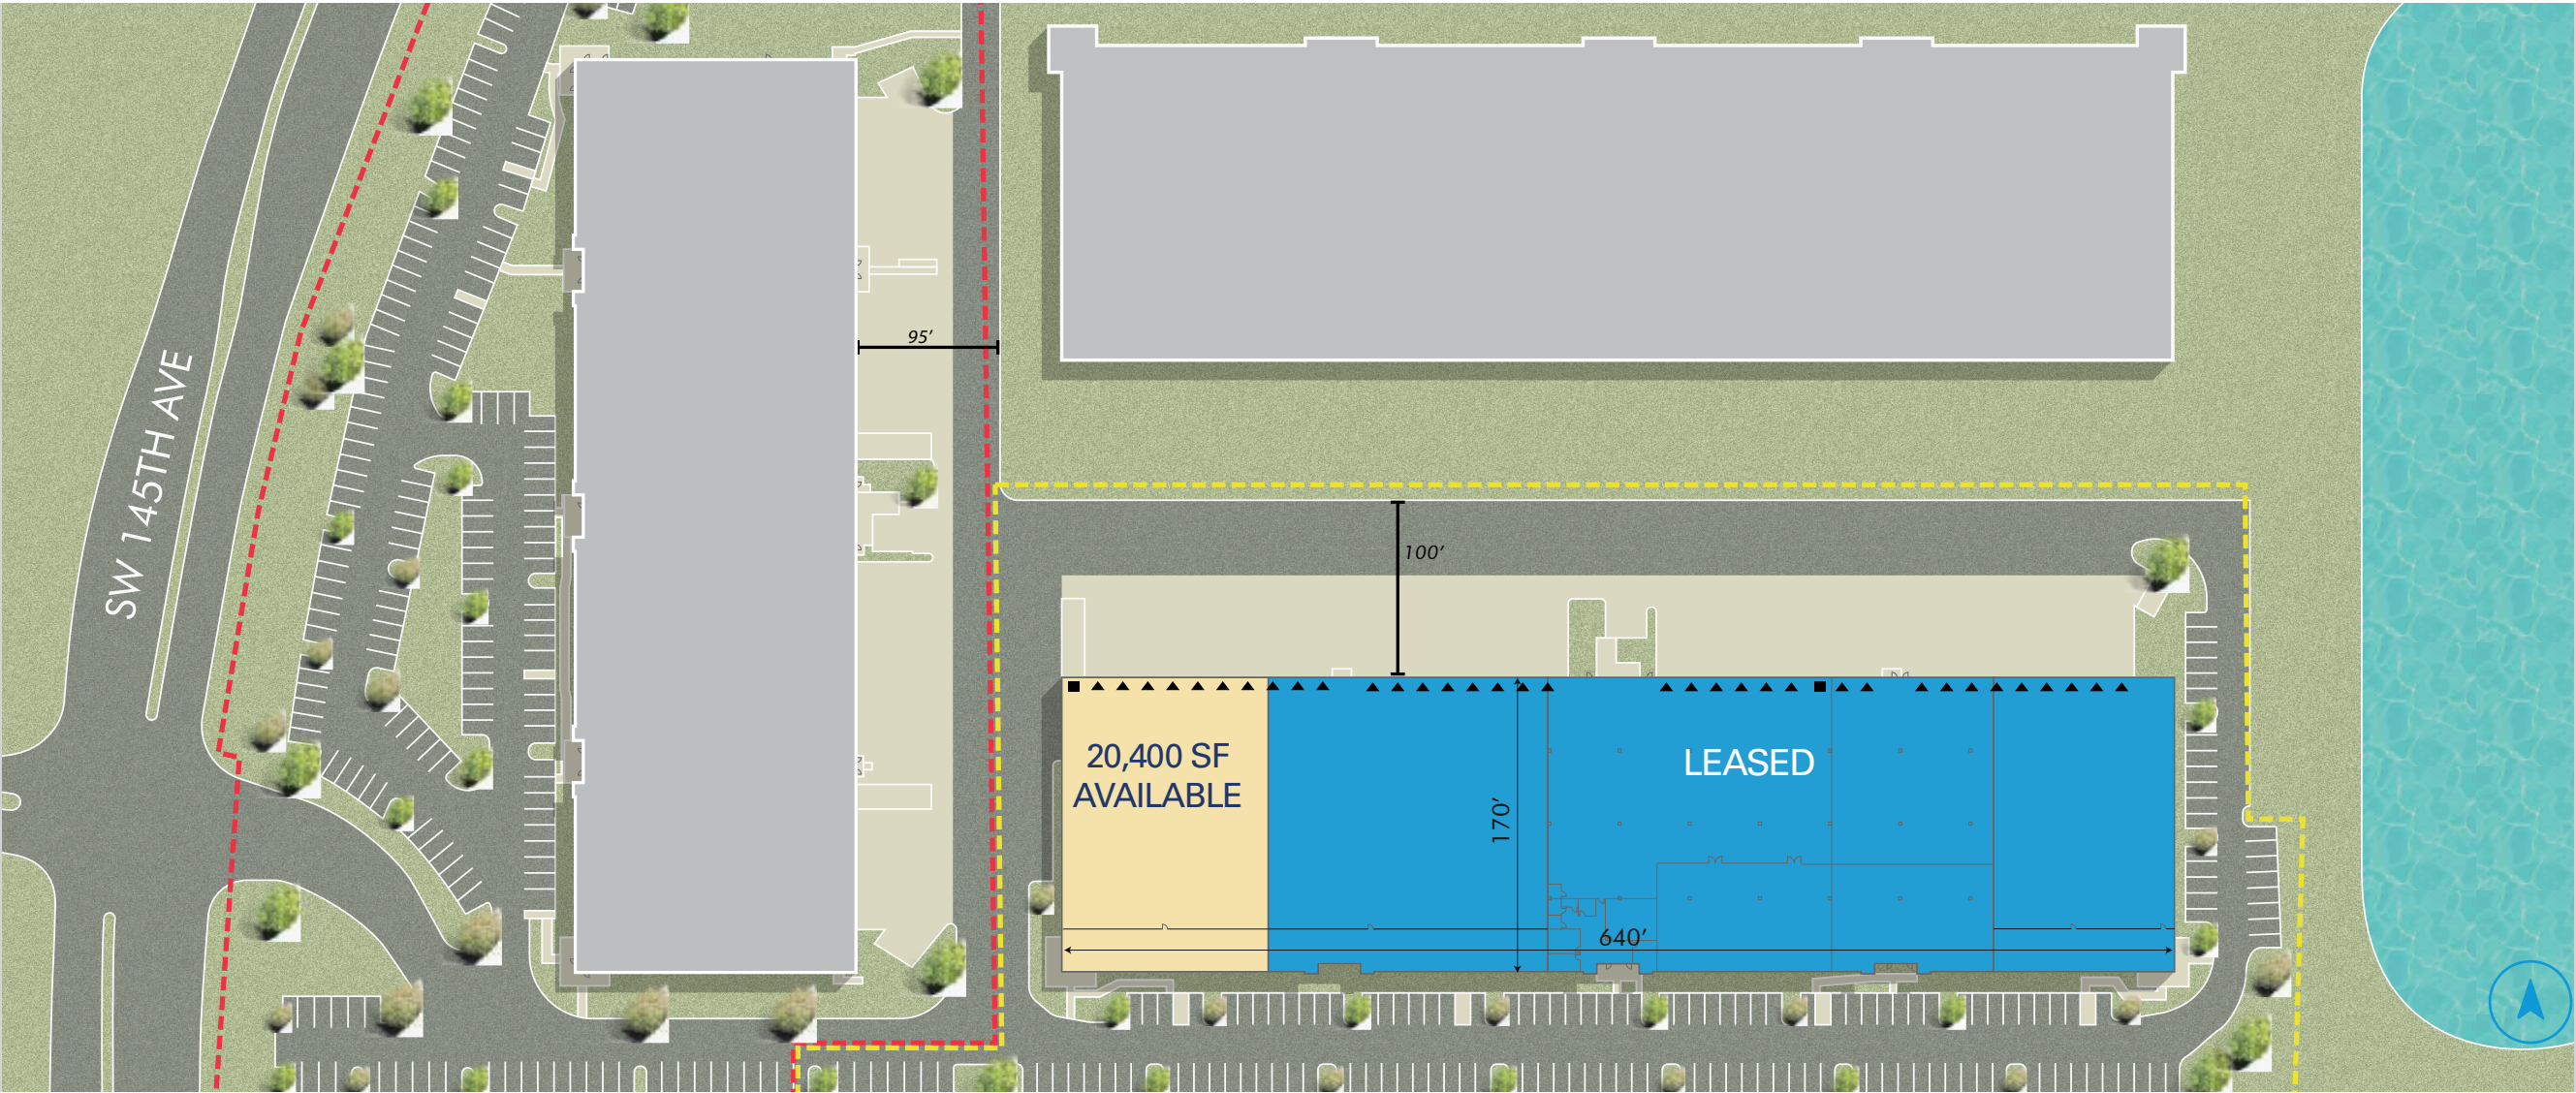 SW 145TH AVE
95'
100'
20,400 SF
AVAILABLE
LEASED
170'
640'